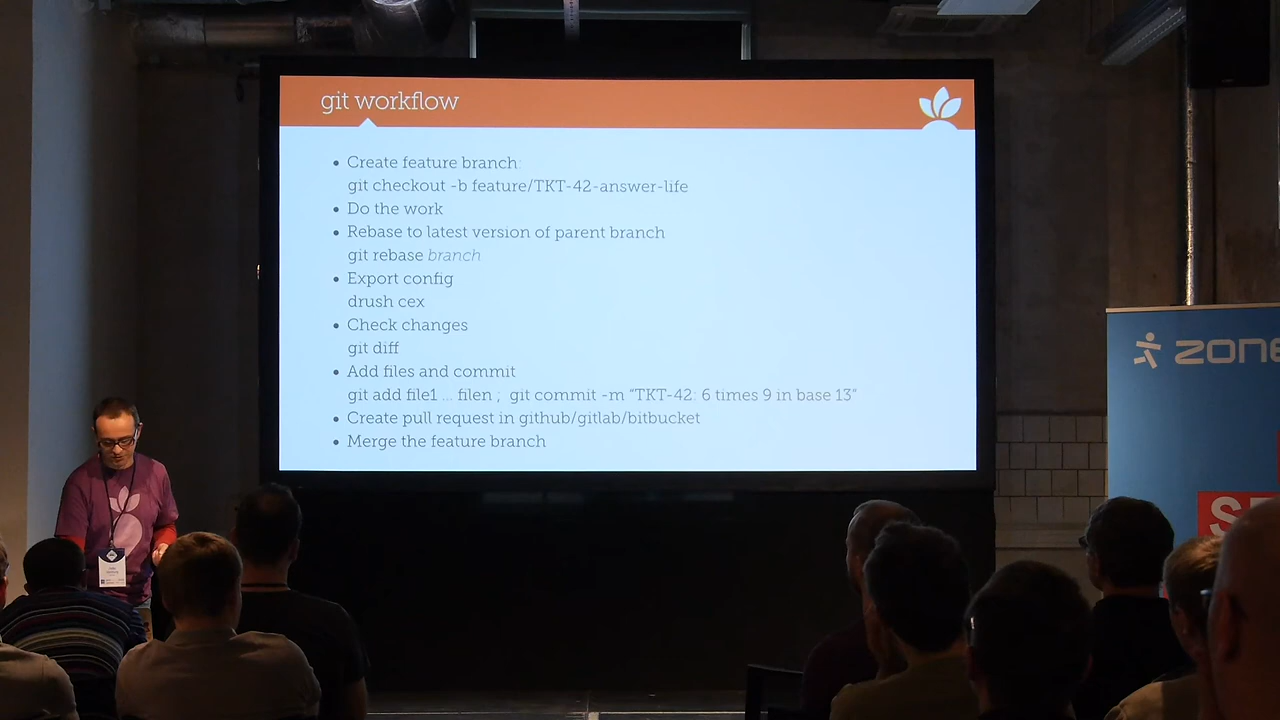 git workflow
• Create feature branch:
git checkout -b feature/TKT-42-answer-life
• Do the work
• Rebase to latest version of parent branch
git rebase branch
• Export config
drush cex
• Check changes
git diff
• Add files and commit
git add file1 ... filen ; git commit -m “TKT-42: 6 times 9 in base 13”
• Create pull request in github/gitlab/bitbucket
• Merge the feature branch
ZONE